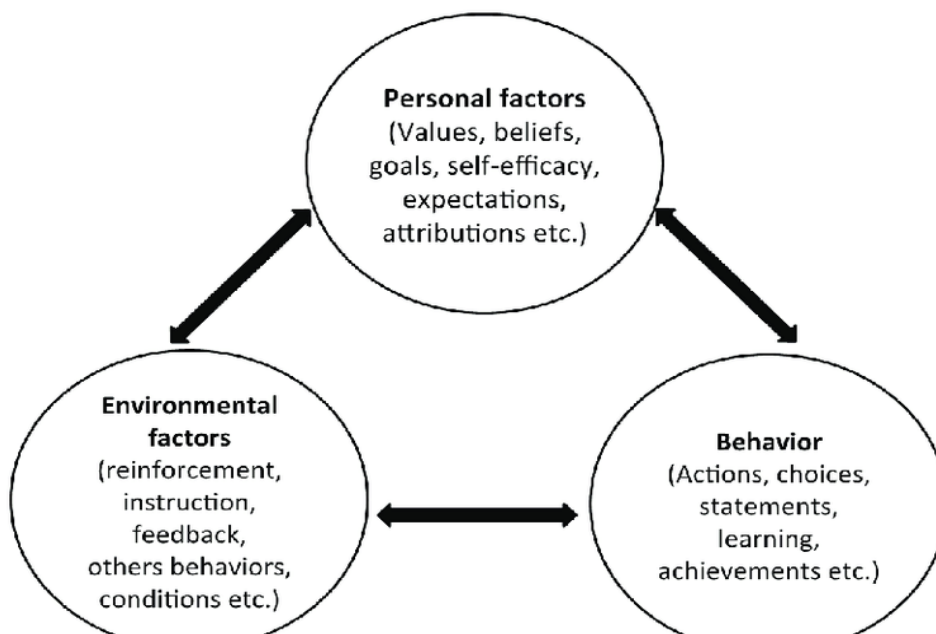 Personal factors
(Values, beliefs,
goals, self-efficacy,
expectations,
attributions etc.)
Environmental
factors
(reinforcement,
instruction,
feedback,
others behaviors,
conditions etc.)
Behavior
(Actions, choices,
statements,
learning,
achievements etc.)